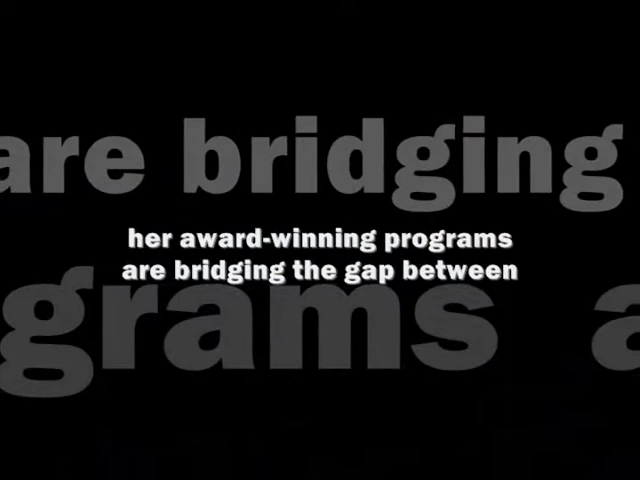 are bridging
her award-winning programs
are bridging the gap between
grams a